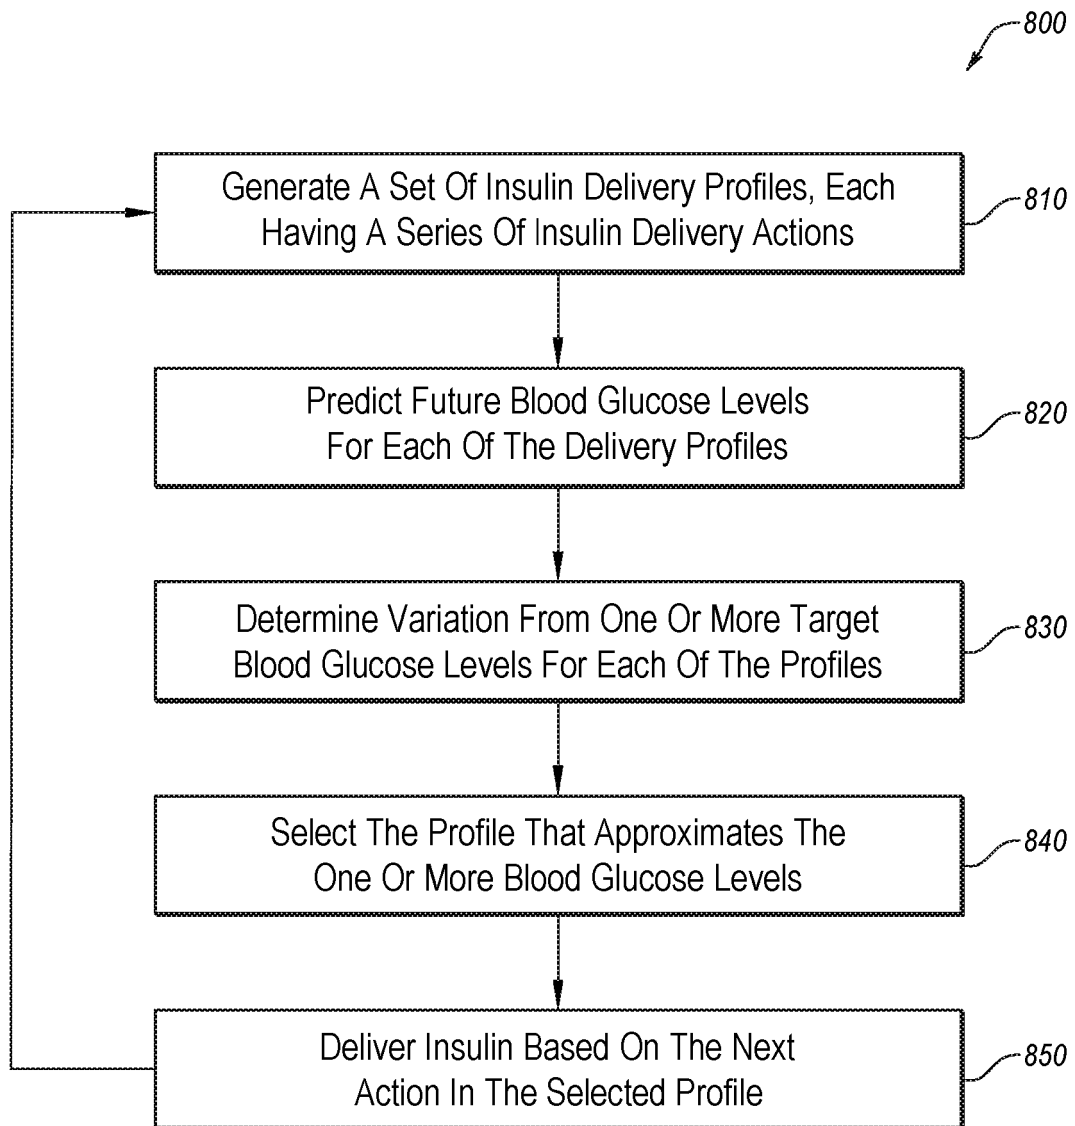 800
Generate A Set Of Insulin Delivery Profiles, Each
Having A Series Of Insulin Delivery Actions
810
Predict Future Blood Glucose Levels
For Each Of The Delivery Profiles
820
Determine Variation From One Or More Target
Blood Glucose Levels For Each Of The Profiles
830
Select The Profile That Approximates The
One Or More Blood Glucose Levels
840
Deliver Insulin Based On The Next
Action In The Selected Profile
850